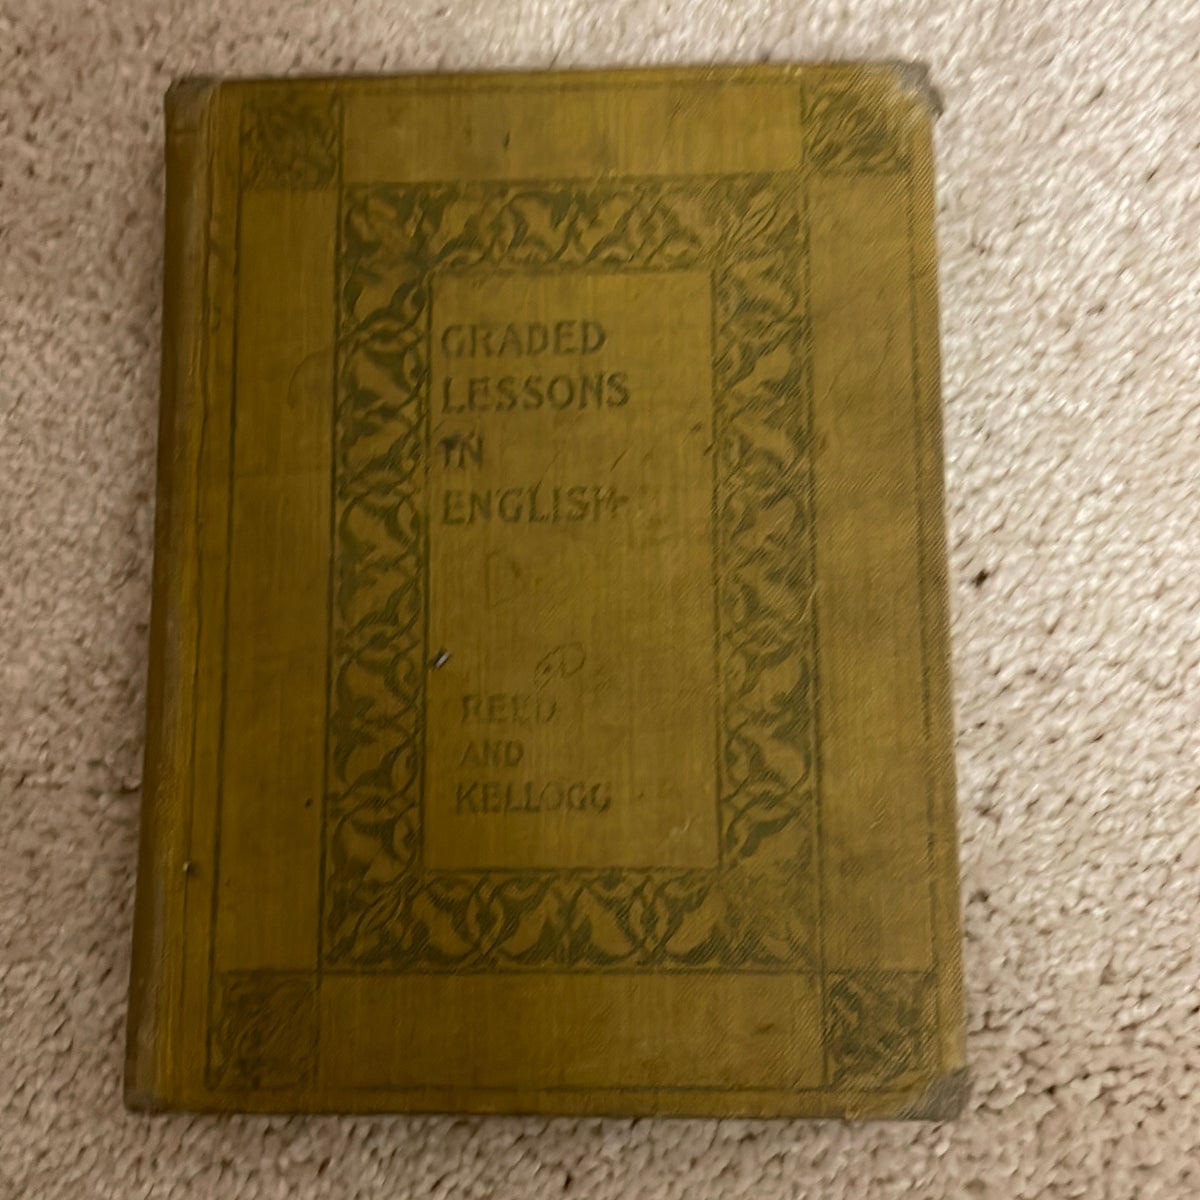 GRADED
LESSONS
IN
ENGLISH
REED
AND
KELLOGG